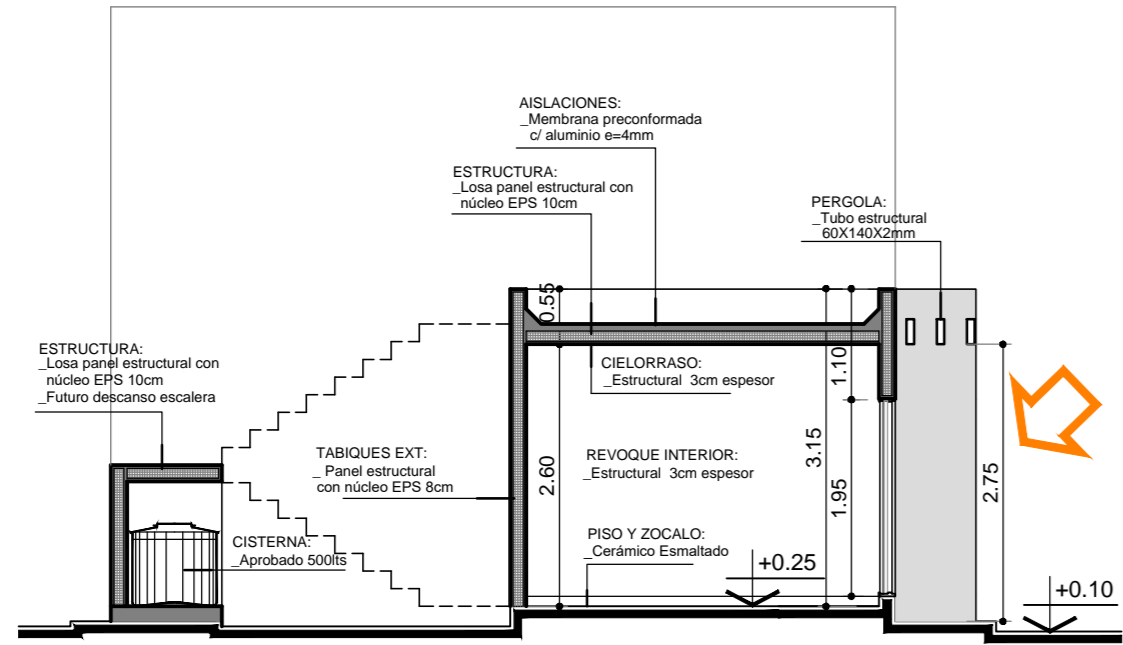 AISLACIONES:
_Membrana preconformada
c/ aluminio e=4mm
ESTRUCTURA:
_Losa panel estructural con
núcleo EPS 10cm
PERGOLA:
_Tubo estructural
60X140X2mm
0.55
ESTRUCTURA:
_Losa panel estructural con
núcleo EPS 10cm
_Futuro descanso escalera
CIELORRASO:
_Estructural 3cm espesor
1.10
TABIQUES EXT:
_ Panel estructural
con núcleo EPS 8cm
2.60
REVOQUE INTERIOR:
_Estructural 3cm espesor
3.15
1.95
2.75
CISTERNA:
_Aprobado 500lts
PISO Y ZOCALO:
_Cerámico Esmaltado
+0.25
+0.10